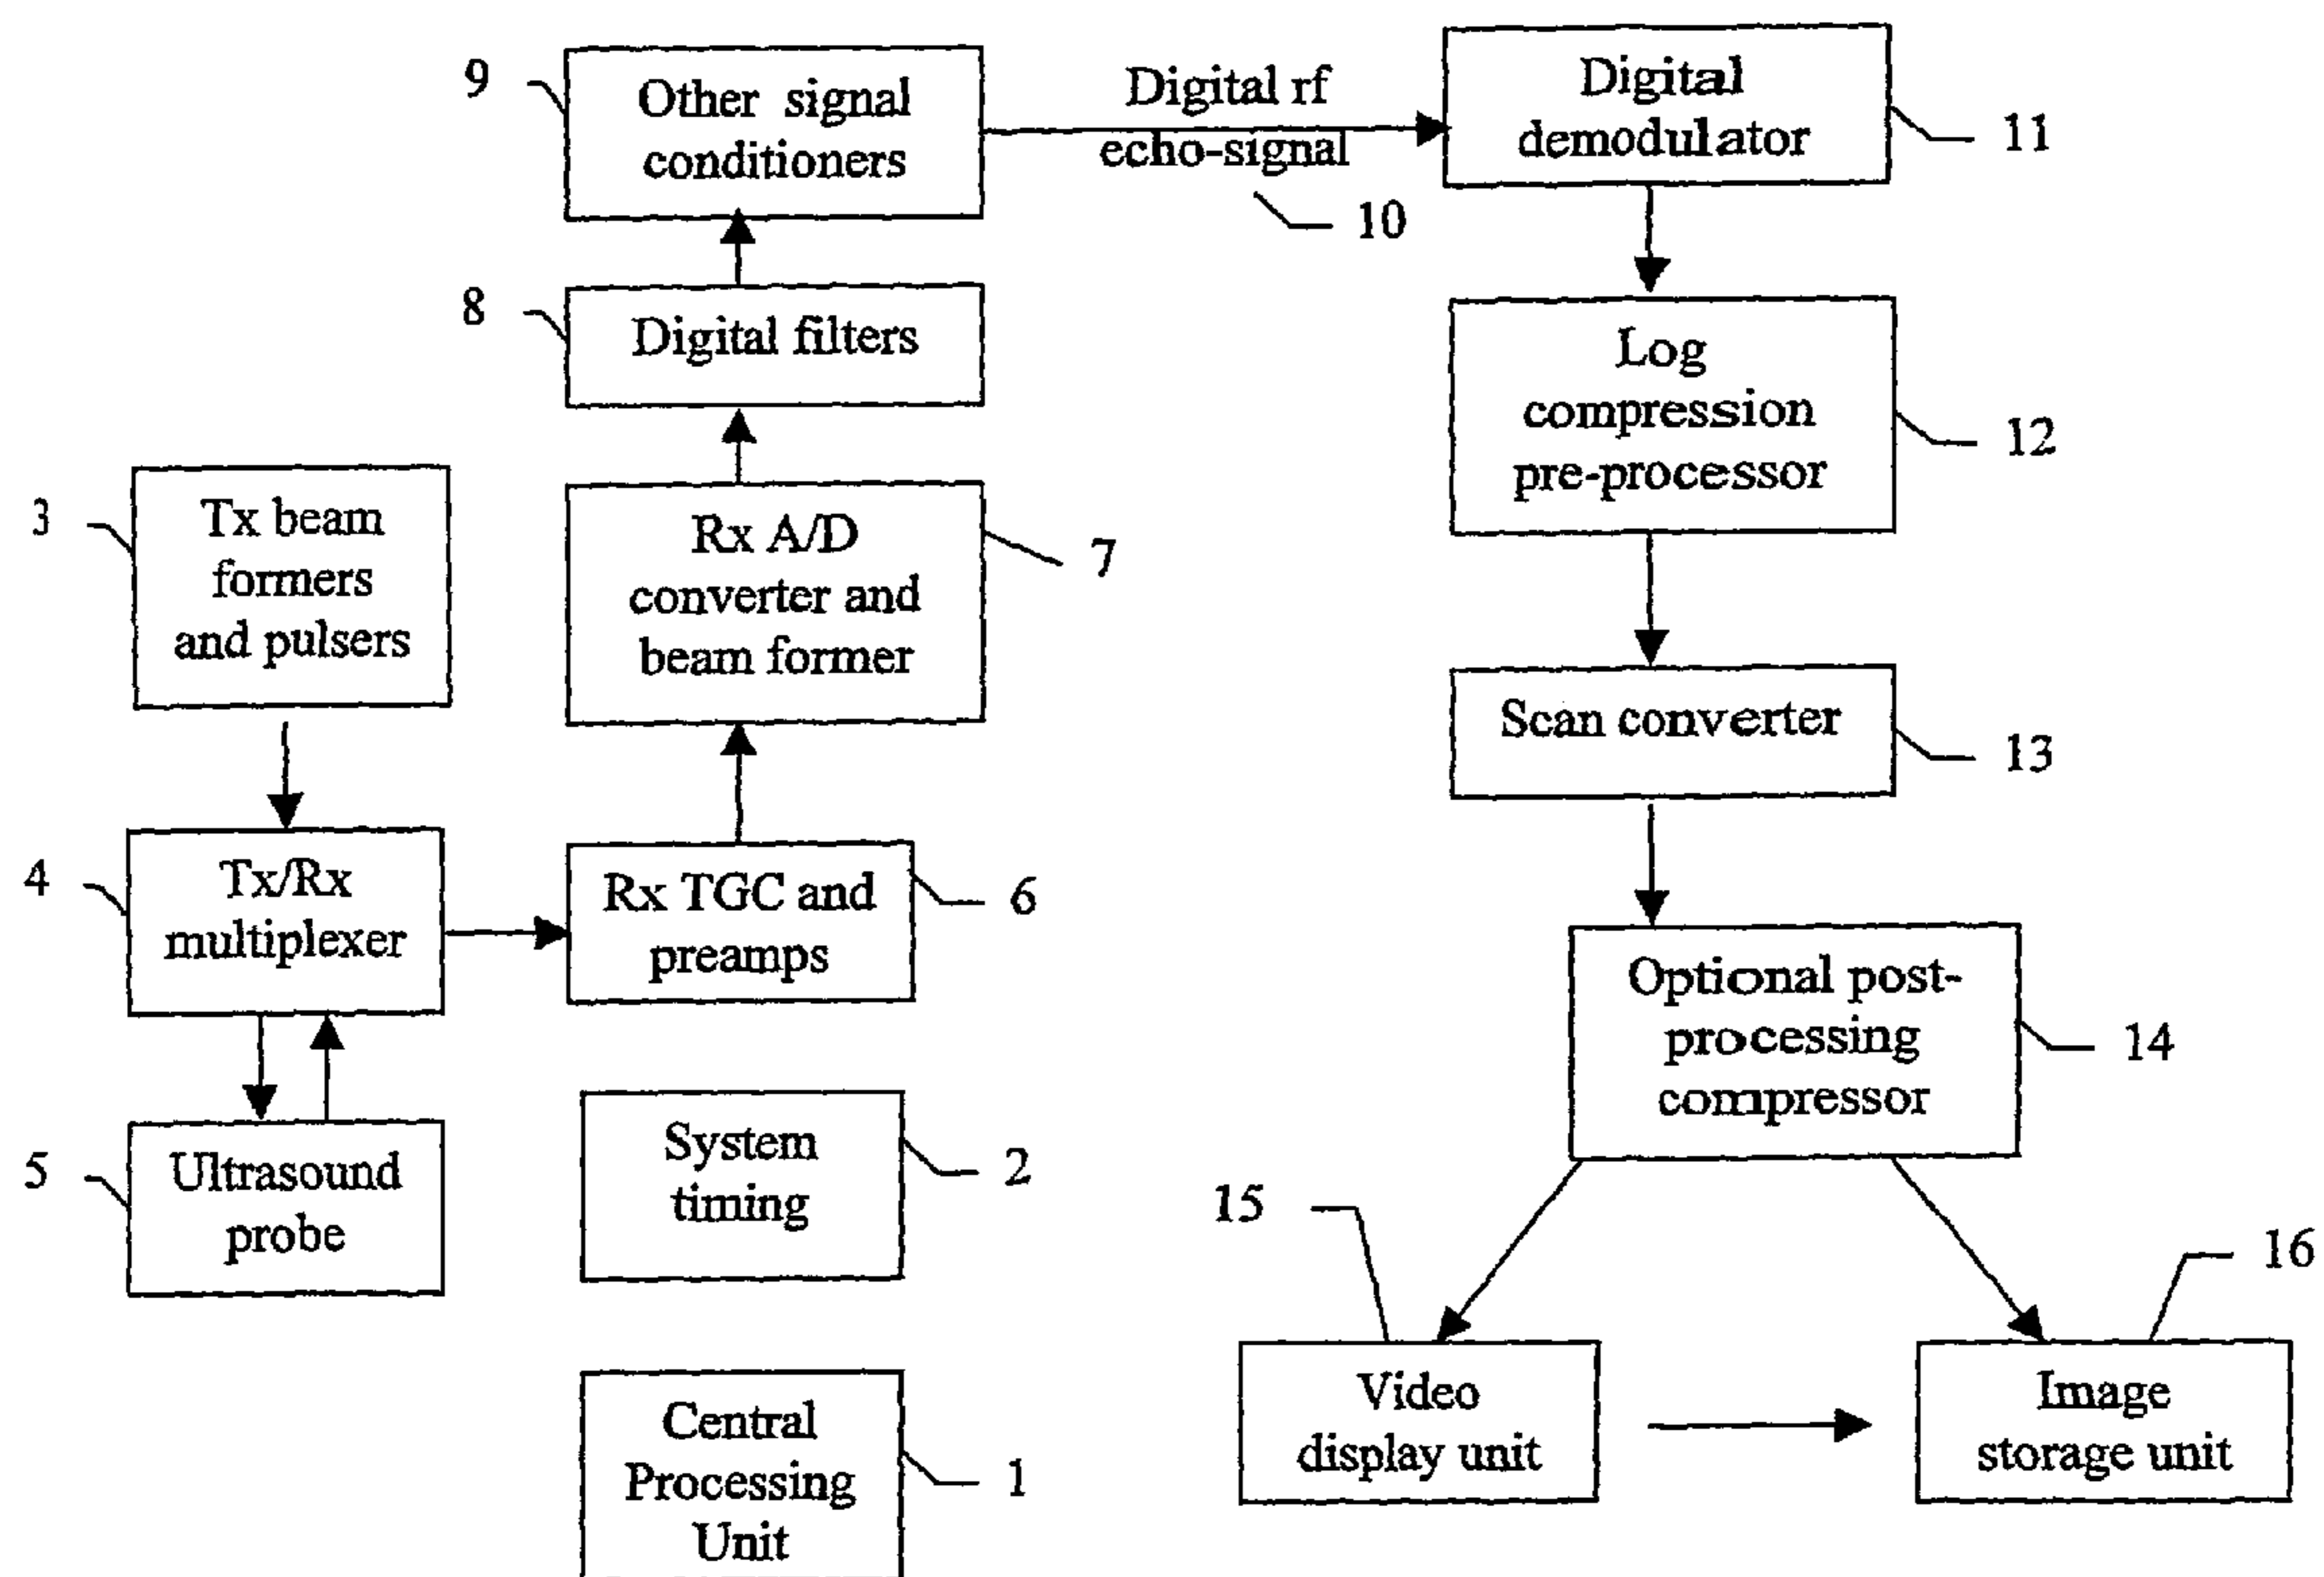 9
Other signal
conditioners
Digital rf
echo-signal
10
Digital
demodulator
11
8
Digital filters
Log
compression
pre-processor
12
3
Tx beam
formers
and pulsers
Rx A/D
converter and
beam former
7
Scan converter
13
4
Tx/Rx
multiplexer
Rx TGC and
preamps
6
Optional post-
processing
compressor
14
5
Ultrasound
probe
System
timing
2
15
16
Central
Processing
Unit
1
Video
display unit
Image
storage unit